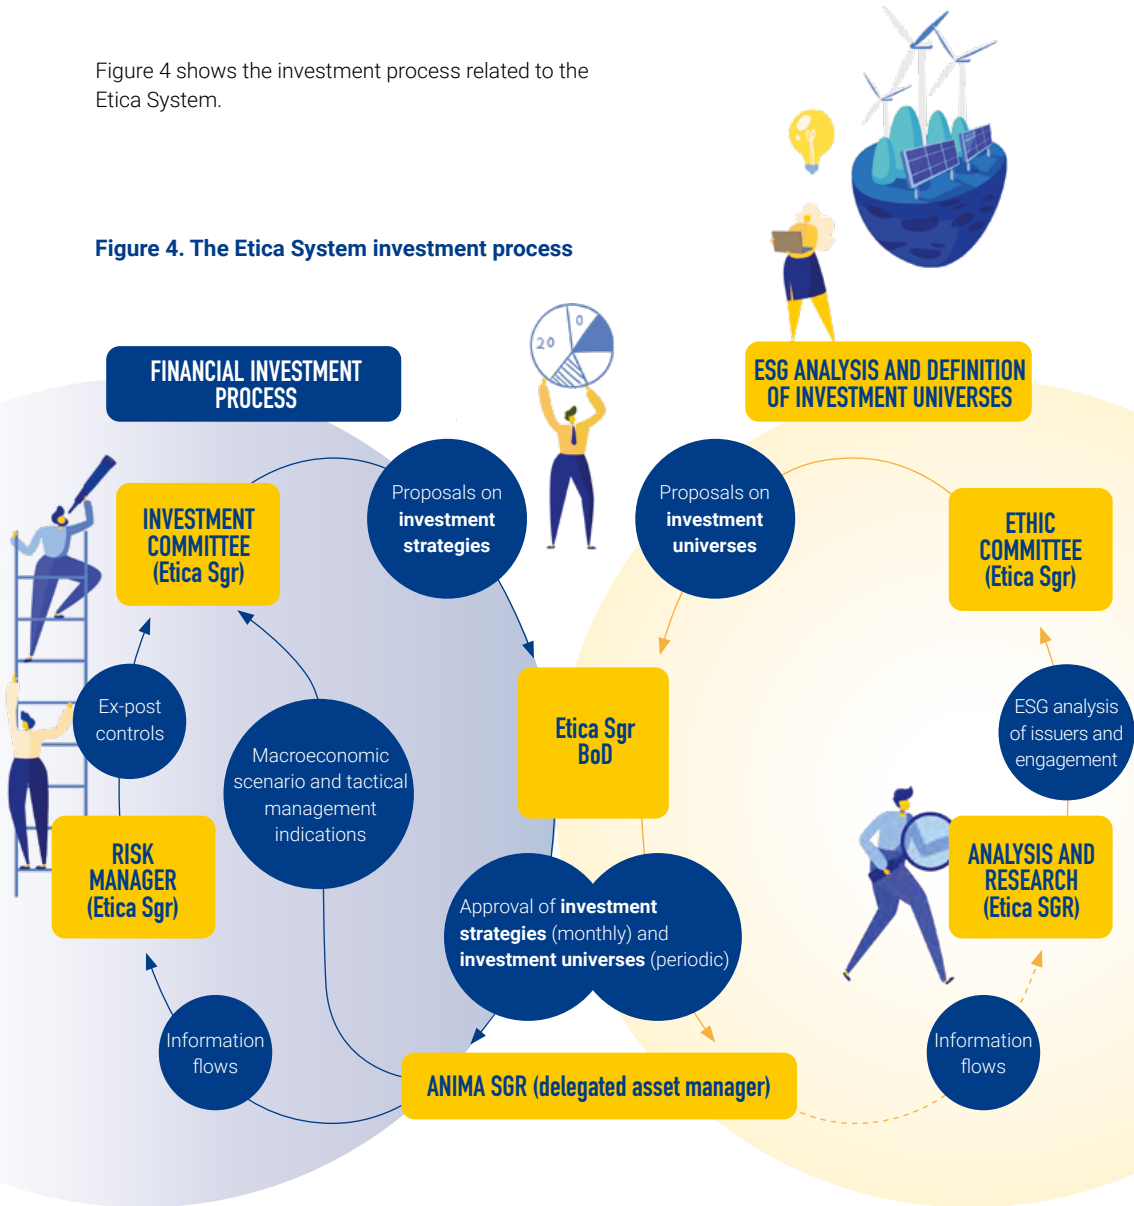 Figure 4 shows the investment process related to the
Etica System.
Figure 4. The Etica System investment process
20
0
FINANCIAL INVESTMENT
PROCESS
ESG ANALYSIS AND DEFINITION
OF INVESTMENT UNIVERSES
INVESTMENT
COMMITTEE
(Etica Sgr)
Proposals on
investment
strategies
Proposals on
investment
universes
ETHIC
COMMITTEE
(Etica Sgr)
Ex-post
controls
Macroeconomic
scenario and tactical
management
indications
Etica Sgr
BoD
ESG analysis
of issuers and
engagement
RISK
MANAGER
(Etica Sgr)
Approval of investment
strategies (monthly) and
investment universes (periodic)
ANALYSIS AND
RESEARCH
(Etica SGR)
Information
flows
ANIMA SGR (delegated asset manager)
Information
flows